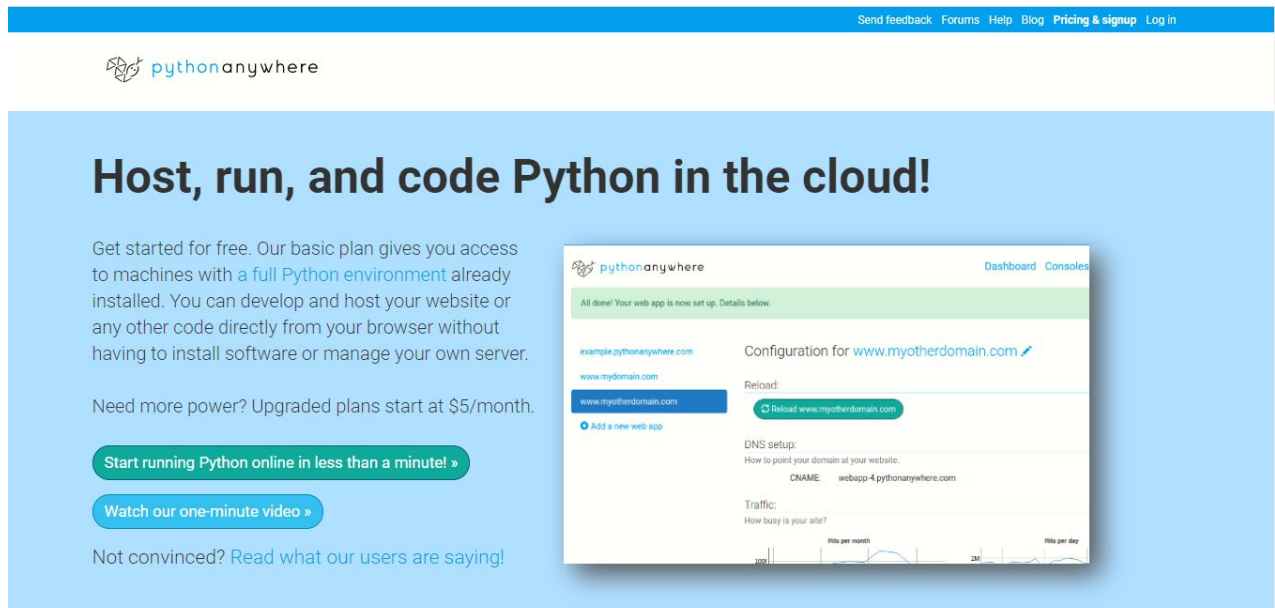 Send feedback Forums Help Blog Pricing & signup Log in
pythonanywhere
Host, run, and code Python in the cloud!
Get started for free. Our basic plan gives you access
to machines with a full Python environment already
installed. You can develop and host your website or
any other code directly from your browser without
having to install software or manage your own server.
Need more power? Upgraded plans start at $5/month.
Start running Python online in less than a minute! »
Watch our one-minute video »
Not convinced? Read what our users are saying!
pythonanywhere
Dashboard Consoles
All done! Your web app is now set up. Details below.
example.pythonanywhere.com
www.mydomain.com
www.myotherdomain.com
Add a new web app
Configuration for www.myotherdomain.com
Reload:
Reload www.myotherdomain.com
DNS setup:
How to point your domain at your website.
CNAME: webapp-4.pythonanywhere.com
Traffic:
How busy is your site?
Hits per month
Hits per day
2M